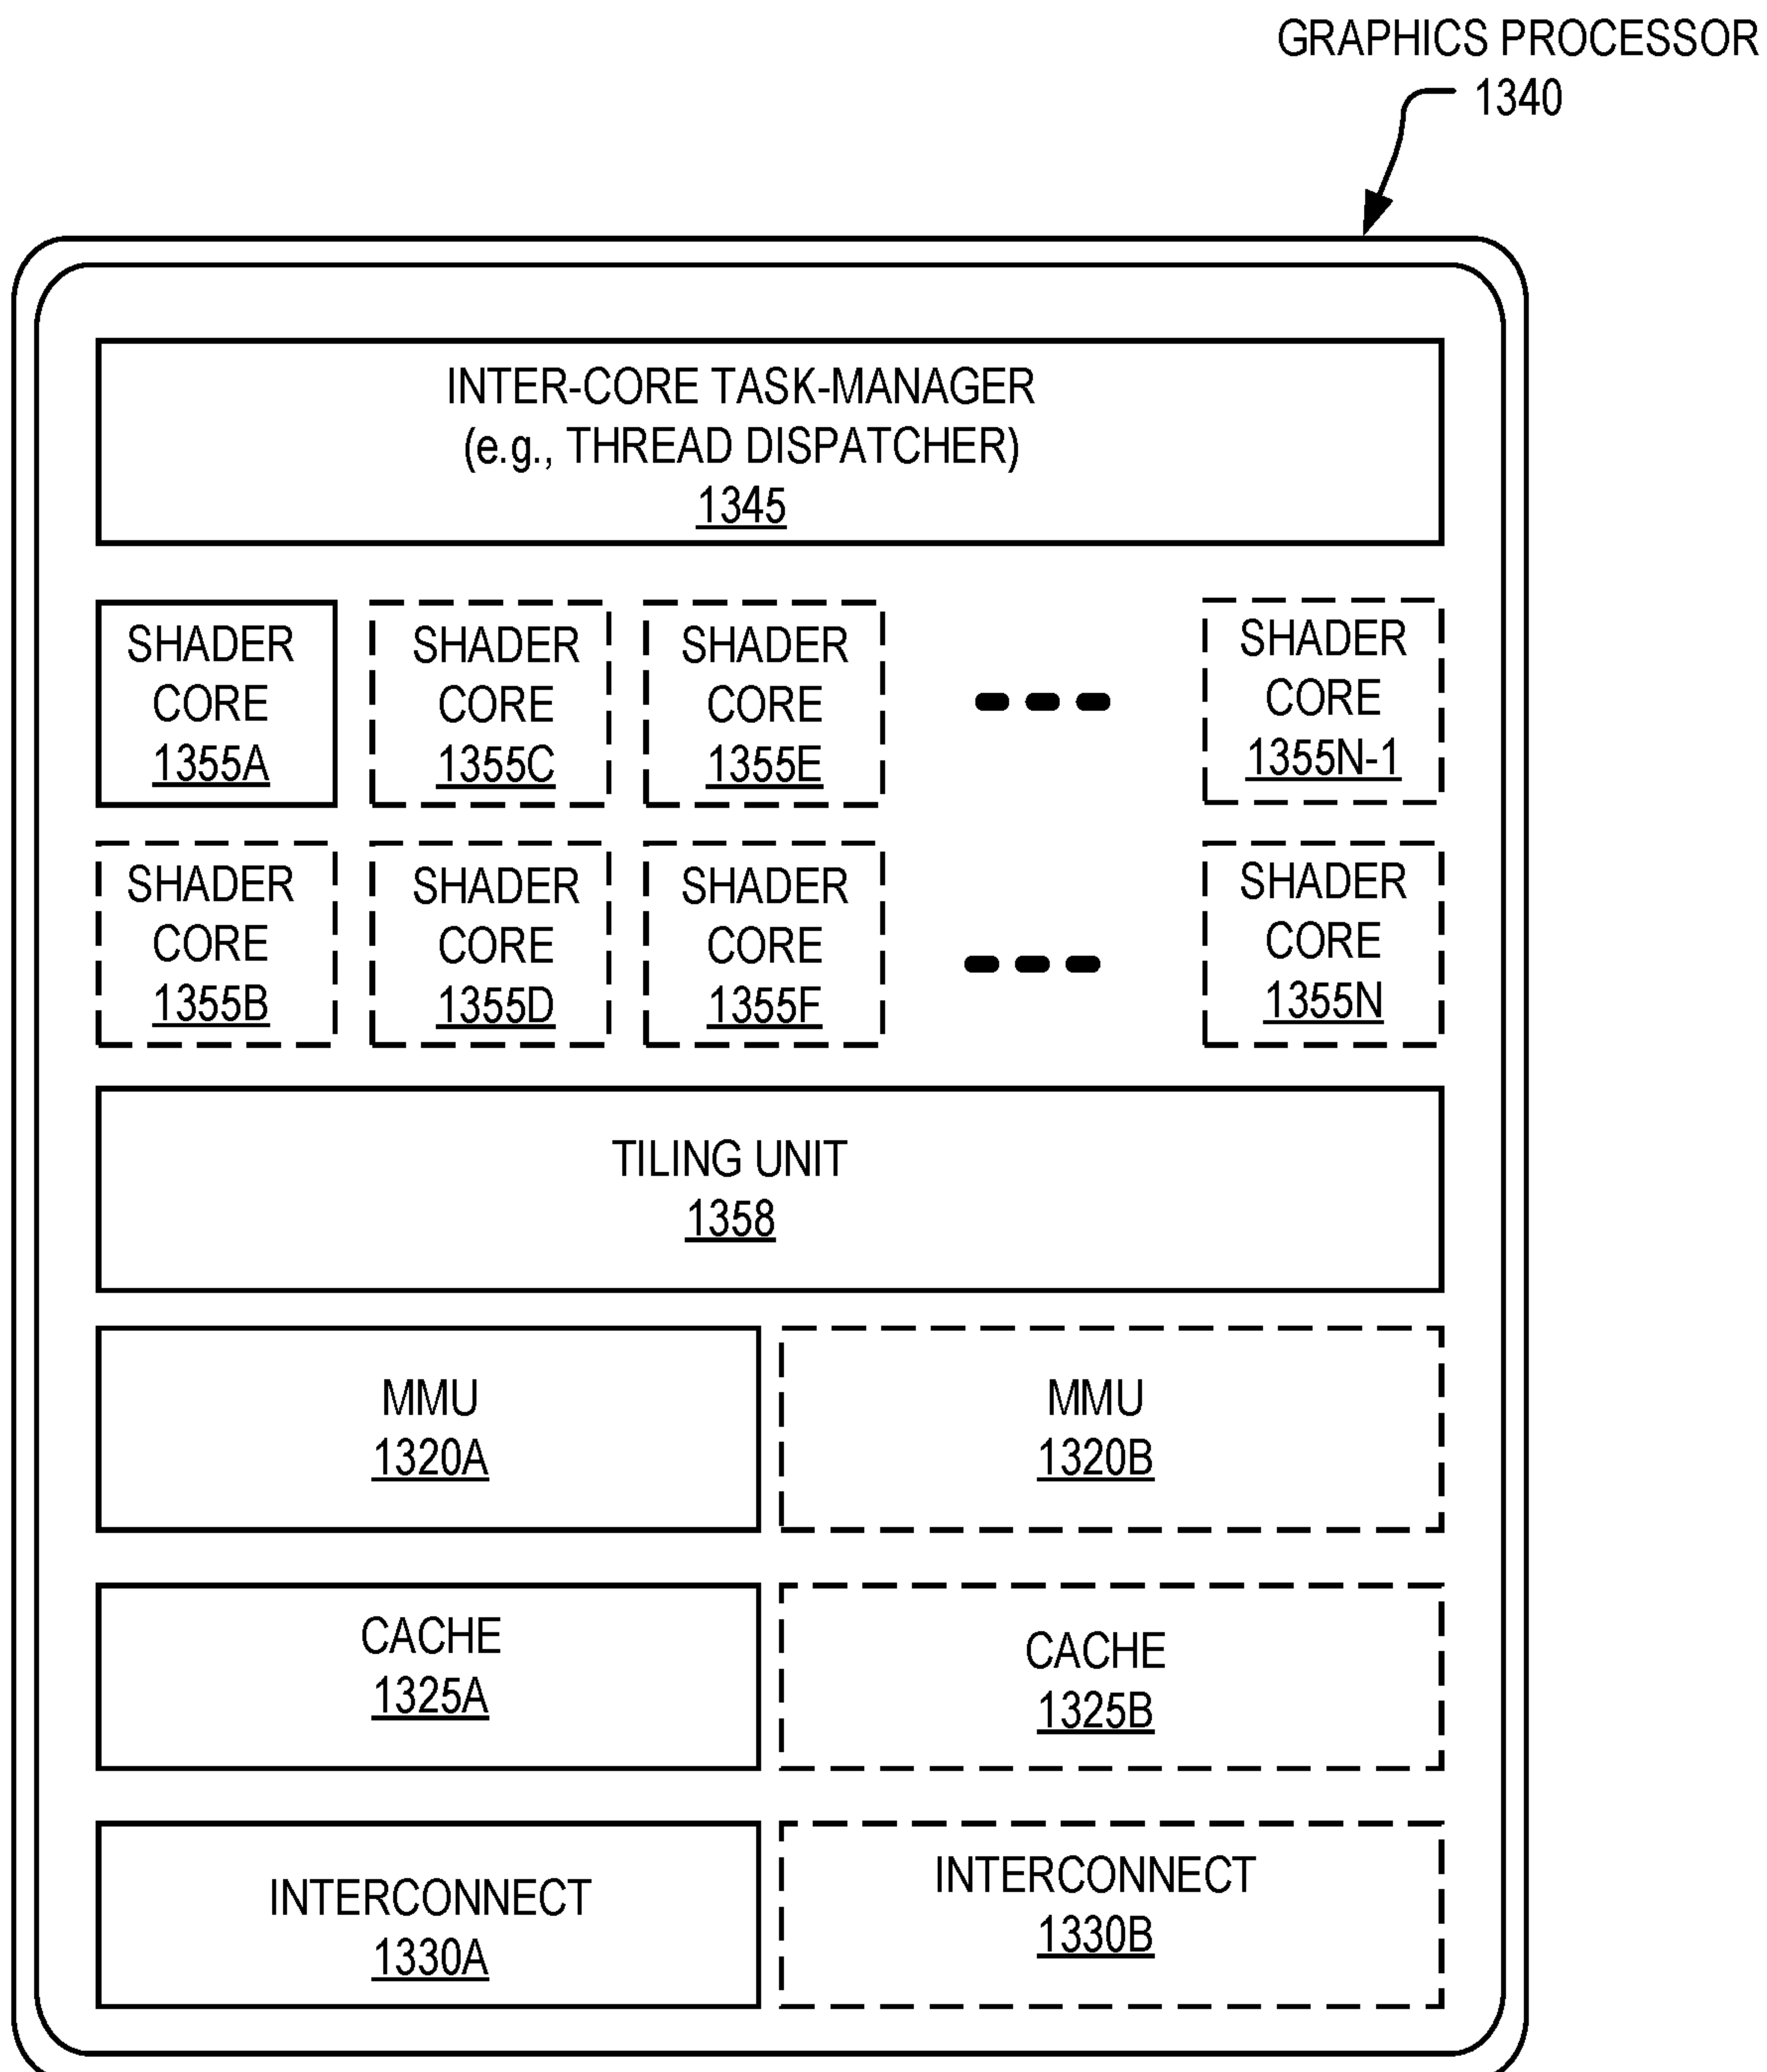 GRAPHICS PROCESSOR
1340
INTER-CORE TASK-MANAGER
(e.g., THREAD DISPATCHER)
1345
SHADER
CORE
1355A
SHADER
CORE
1355C
SHADER
CORE
1355E
SHADER
CORE
1355N-1
SHADER
CORE
1355B
SHADER
CORE
1355D
SHADER
CORE
1355F
SHADER
CORE
1355N
TILING UNIT
1358
MMU
1320A
MMU
1320B
CACHE
1325A
CACHE
1325B
INTERCONNECT
1330A
INTERCONNECT
1330B